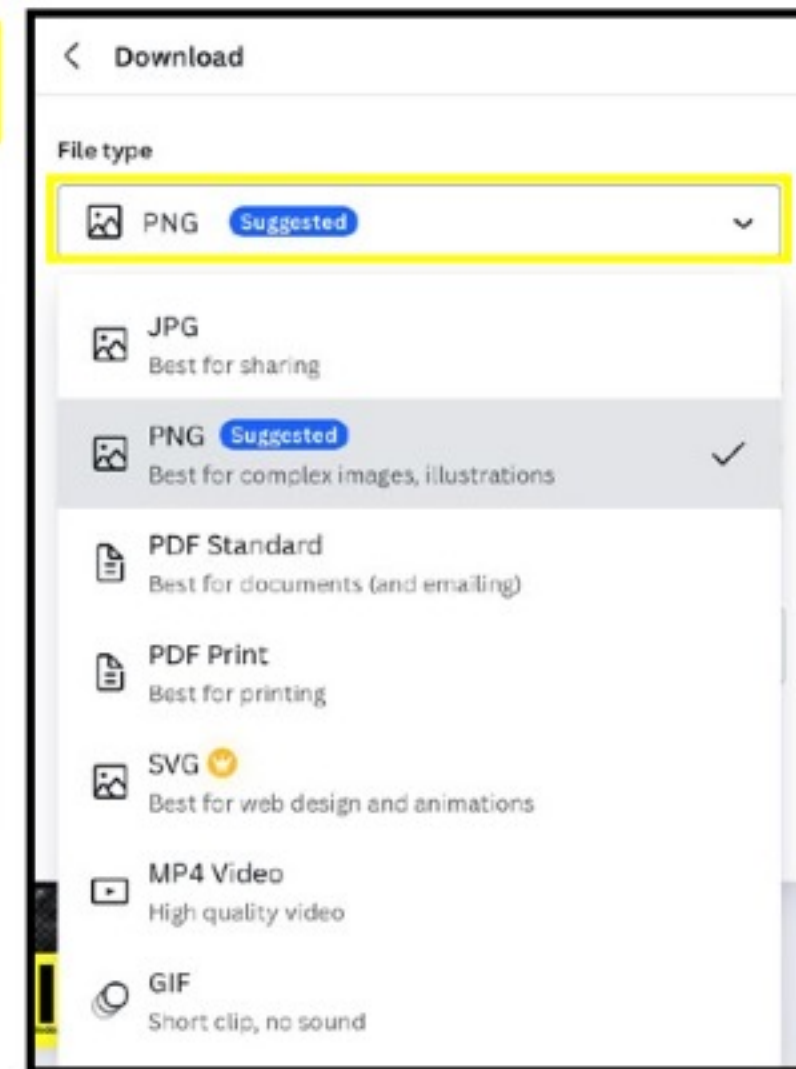 Download
File type
PNG Suggested
JPG
Best for sharing
PNG Suggested
Best for complex images, illustrations
PDF Standard
Best for documents (and emailing)
PDF Print
Best for printing
SVG
Best for web design and animations
MP4 Video
High quality video
GIF
Short clip, no sound